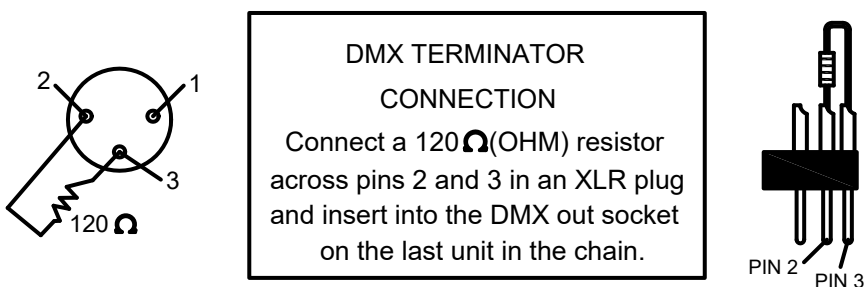 2
1
3
120 Ω
DMX TERMINATOR
CONNECTION
Connect a 120Ω(OHM) resistor
across pins 2 and 3 in an XLR plug
and insert into the DMX out socket
on the last unit in the chain.
PIN 2
PIN 3